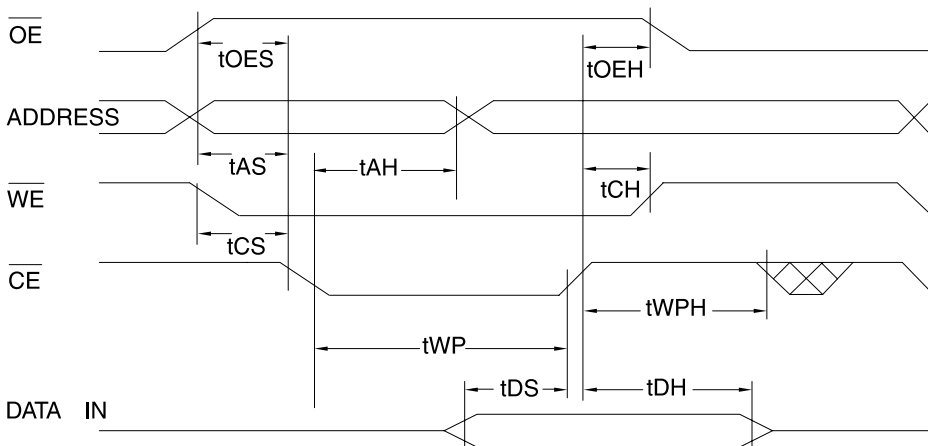 OE
tOES
tOEH
ADDRESS
tAS
tAH
tCH
WE
tCS
CE
tWPH
tWP
tDS
tDH
DATA IN